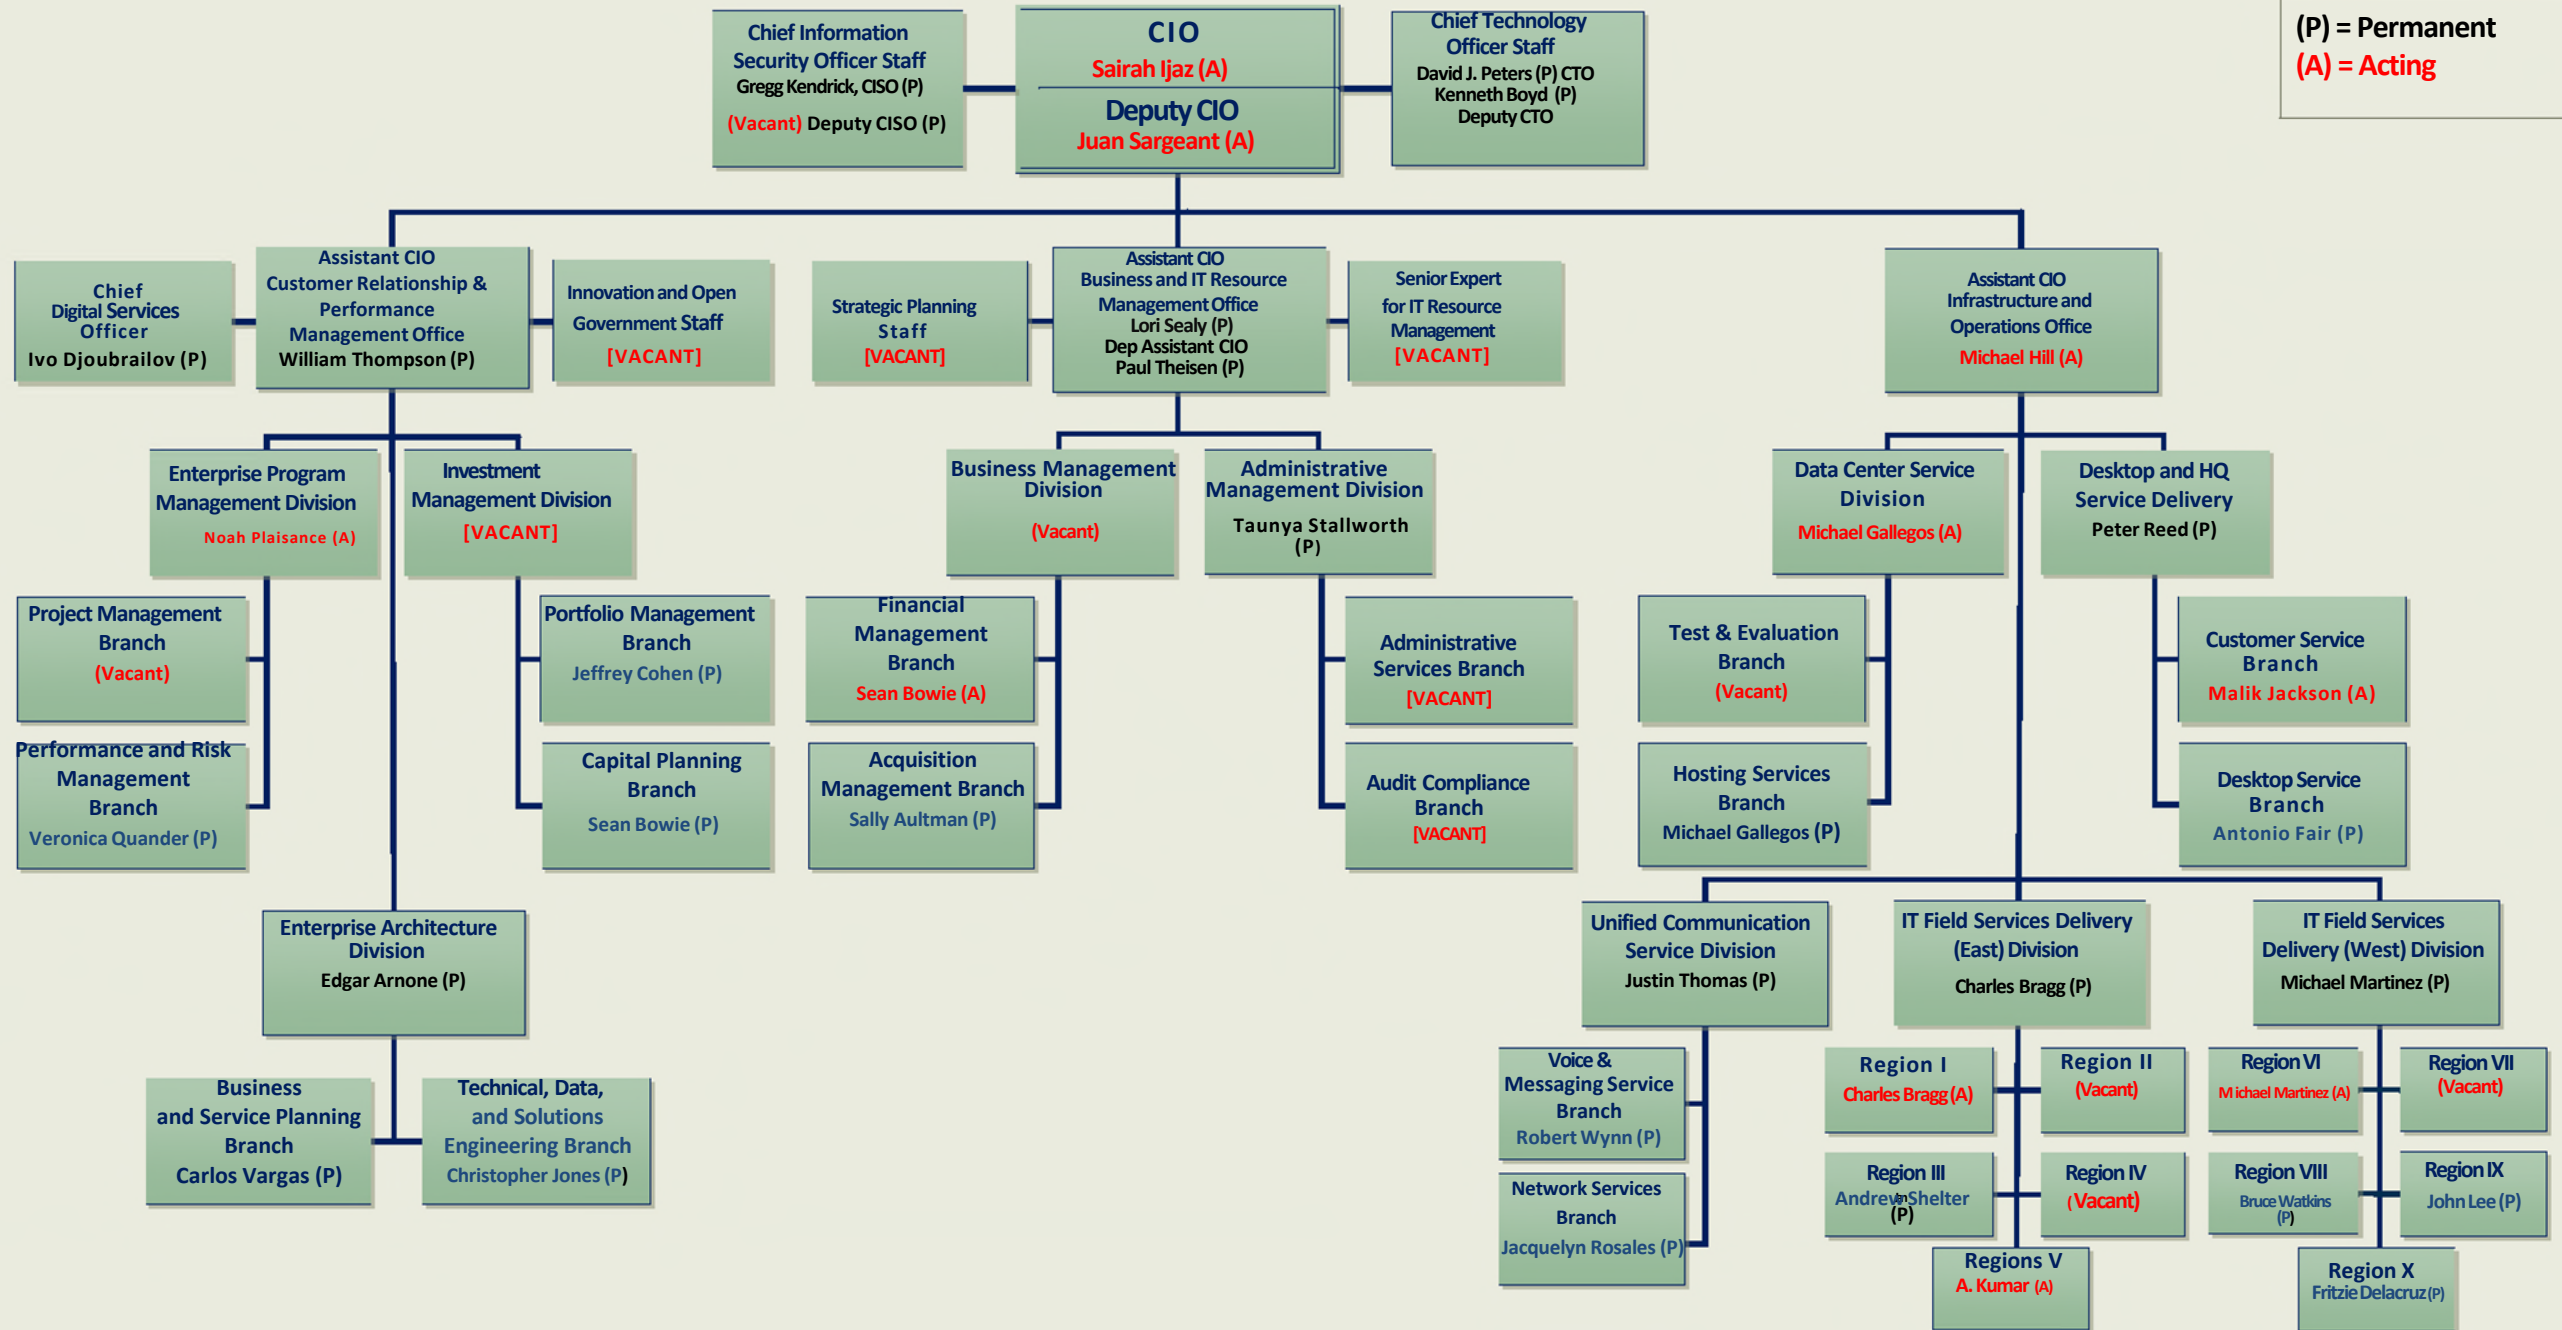 (P) = Permanent
(A) = Acting
Chief Information
Security Officer Staff
Gregg Kendrick, CISO (P)
(Vacant) Deputy CISO (P)
CIO
Sairah Ijaz (A)
Deputy CIO
Juan Sargeant (A)
Chief Technology
Officer Staff
David J. Peters (P) CTO
Kenneth Boyd (P)
Deputy CTO
Chief
Digital Services
Officer
Ivo Djoubrailov (P)
Assistant CIO
Customer Relationship &
Performance
Management Office
William Thompson (P)
Innovation and Open
Government Staff
[VACANT]
Strategic Planning
Staff
[VACANT]
Assistant CIO
Business and IT Resource
Management Office
Lori Sealy (P)
Dep Assistant CIO
Paul Theisen (P)
Senior Expert
for IT Resource
Management
[VACANT]
Assistant CIO
Infrastructure and
Operations Office
Michael Hill (A)
Enterprise Program
Management Division
Noah Plaisance (A)
Investment
Management Division
[VACANT]
Business Management
Division
(Vacant)
Administrative
Management Division
Taunya Stallworth
(P)
Data Center Service
Division
Michael Gallegos (A)
Desktop and HQ
Service Delivery
Peter Reed (P)
Project Management
Branch
(Vacant)
Portfolio Management
Branch
Jeffrey Cohen (P)
Financial
Management
Branch
Sean Bowie (A)
Administrative
Services Branch
[VACANT]
Test & Evaluation
Branch
(Vacant)
Customer Service
Branch
Malik Jackson (A)
Performance and Risk
Management
Branch
Veronica Quander (P)
Capital Planning
Branch
Sean Bowie (P)
Acquisition
Management Branch
Sally Aultman (P)
Audit Compliance
Branch
[VACANT]
Hosting Services
Branch
Michael Gallegos (P)
Desktop Service
Branch
Antonio Fair (P)
Enterprise Architecture
Division
Edgar Arnone (P)
Unified Communication
Service Division
Justin Thomas (P)
IT Field Services Delivery
(East) Division
Charles Bragg (P)
IT Field Services
Delivery (West) Division
Michael Martinez (P)
Business
and Service Planning
Branch
Carlos Vargas (P)
Technical, Data,
and Solutions
Engineering Branch
Christopher Jones (P)
Voice &
Messaging Service
Branch
Robert Wynn (P)
Region I
Charles Bragg (A)
Region II
(Vacant)
Region VI
Michael Martinez (A)
Region VII
(Vacant)
Network Services
Branch
Jacquelyn Rosales (P)
Region III
Andrew Shelter
(P)
Region IV
(Vacant)
Region VIII
Bruce Watkins
(P)
Region IX
John Lee (P)
Regions V
A. Kumar (A)
Region X
Fritzie Delacruz (P)